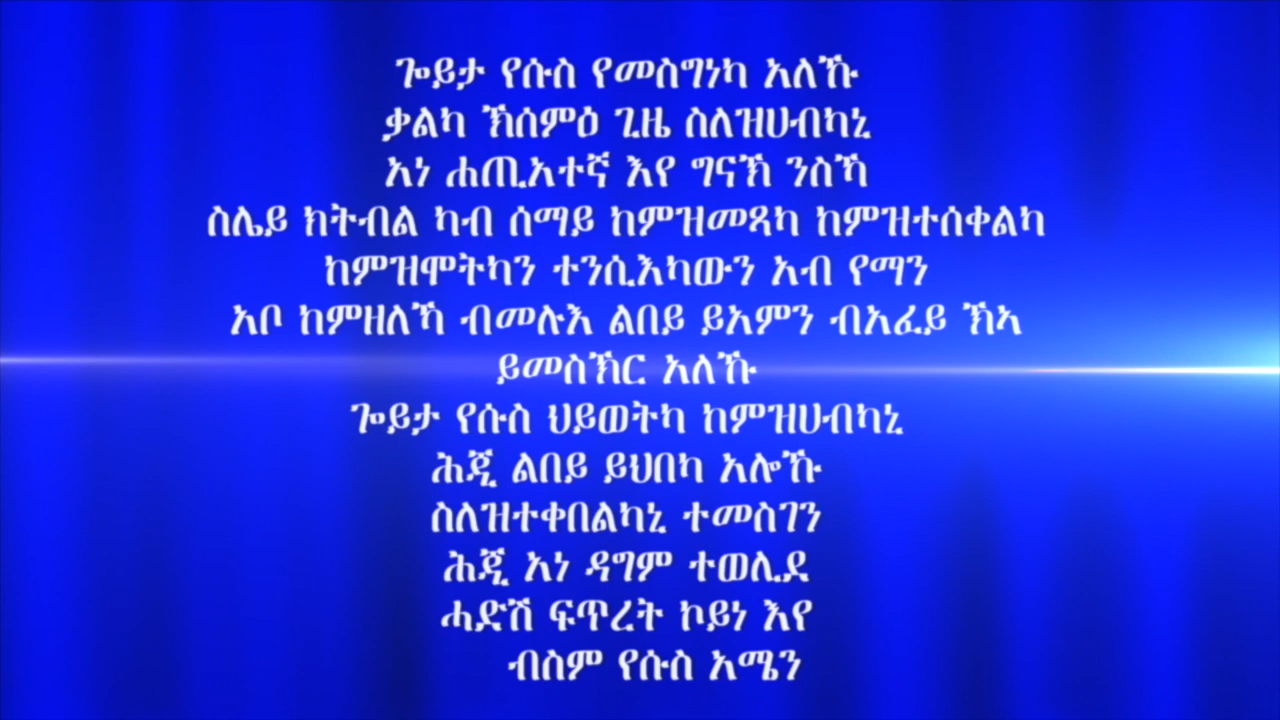 ጐይታ የሱስ የመስግነካ አለኹ
ቃልካ ኽሰምዕ ጊዜ ስለዝሀብካኒ
አነ ሐጢአተኛ እየ ግናኽ ንስኻ
ስሌይ ክትብል ካብ ሰማይ ከምዝመጻካ ከምዝተሰቀልካ
ከምዝሞትካን ተንሲእካውን አብ የማን
አቦ ከምዘለኻ ብመሉእ ልበይ ይአምን ብአፈይ ኽኣ
ይመስኽር አለኹ
ጐይታ የሱስ ህይወትካ ከምዝሀብካኒ
ሕጂ ልበይ ይህበካ አሎኹ
ስለዝተቀበልካኒ ተመስገን
ሕጂ አነ ዳግም ተወሊደ
ሓድሽ ፍጥረት ኮይነ እየ
ብስም የሱስ አሜን